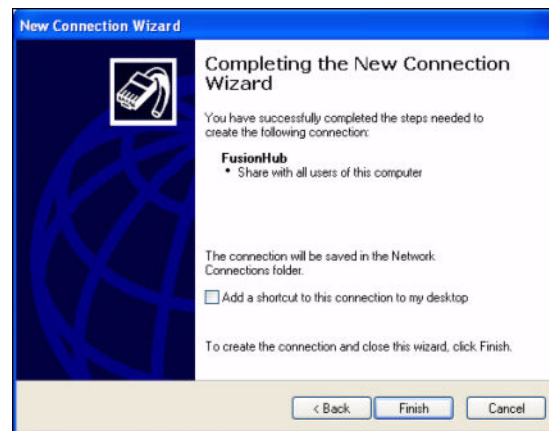 New Connection Wizard
Completing the New Connection
Wizard
You have successfully completed the steps needed to
create the following connection:
FusionHub
• Share with all users of this computer
The connection will be saved in the Network
Connections folder.
Add a shortcut to this connection to my desktop
To create the connection and close this wizard, click Finish.
< Back Finish Cancel